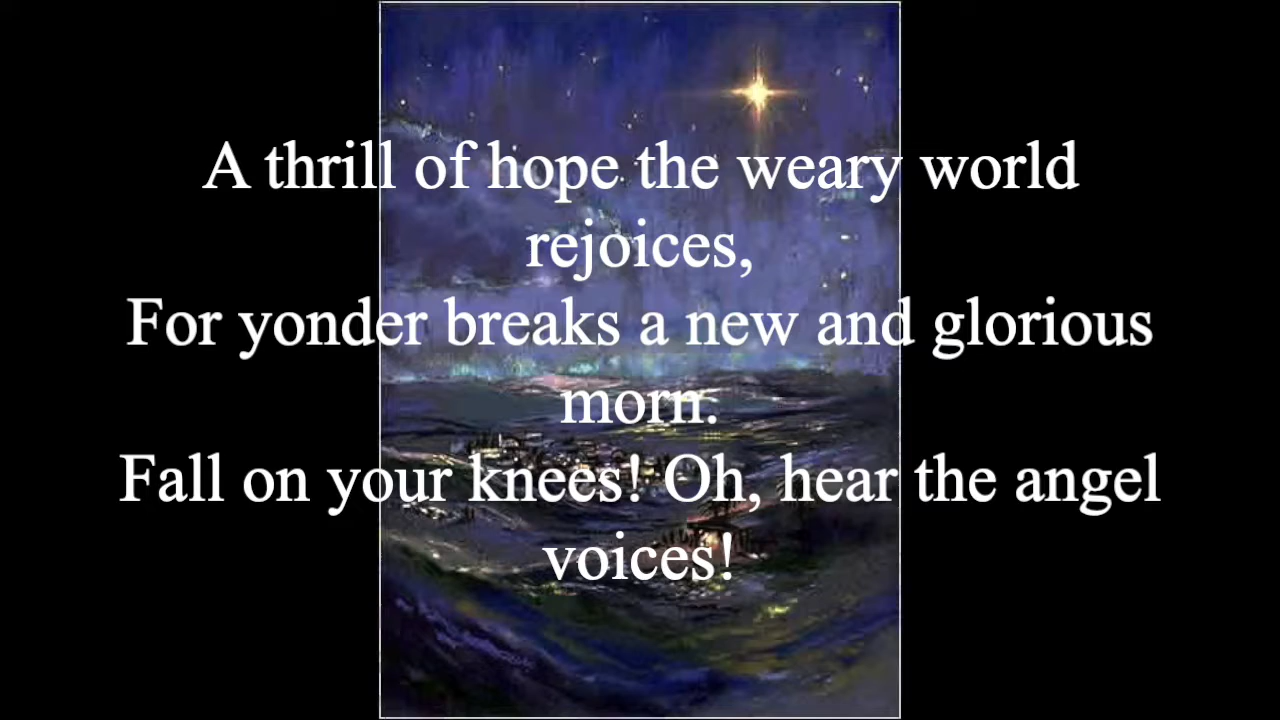 A thrill of hope the weary world
rejoices,
For yonder breaks a new and glorious
morn.
Fall on your knees! Oh, hear the angel
voices!